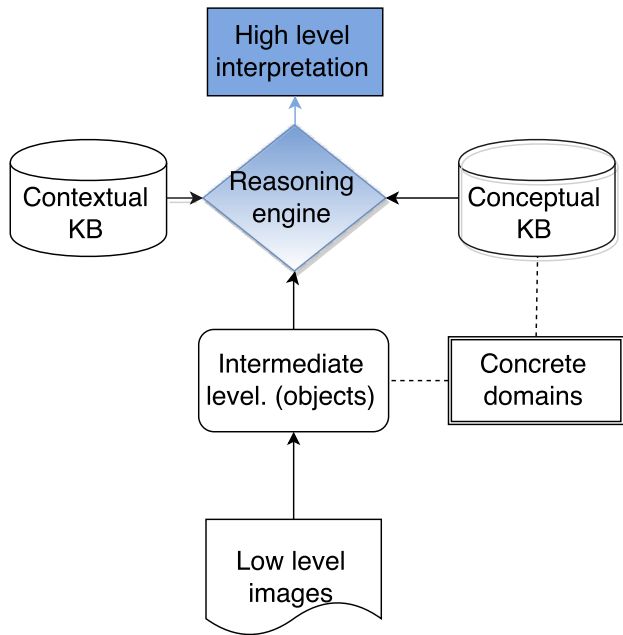 High level
interpretation
Contextual
KB
Reasoning
engine
Conceptual
KB
Intermediate
level. (objects)
Concrete
domains
Low level
images